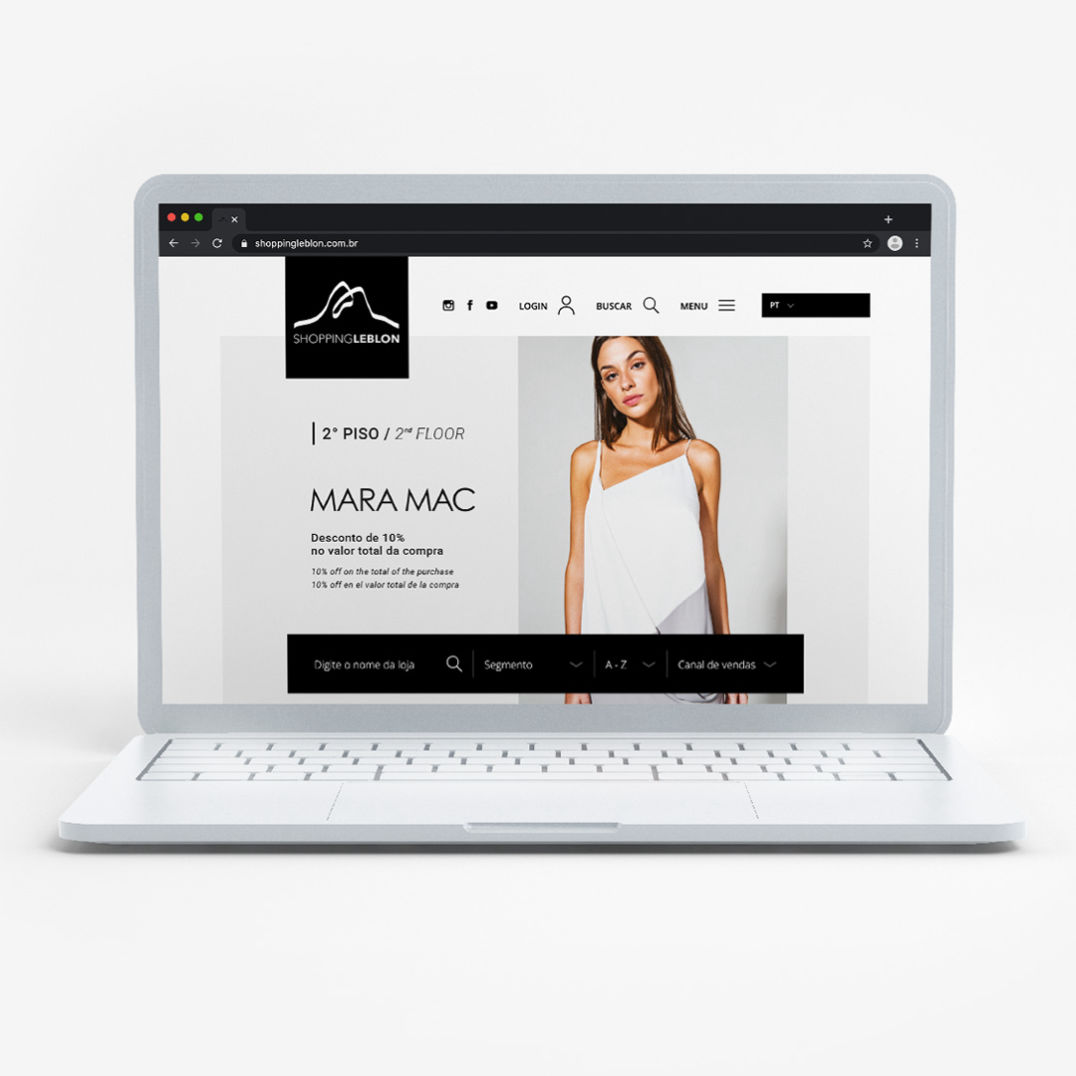 shoppingleblon.com.br
SHOPPINGLEBLON
LOGIN
BUSCAR
MENU
PT
2° PISO / 2nd FLOOR
MARA MAC
Desconto de 10%
no valor total da compra
10% off on the total of the purchase
10% off en el valor total de la compra
Digite o nome da loja
Segmento
A - Z
Canal de vendas